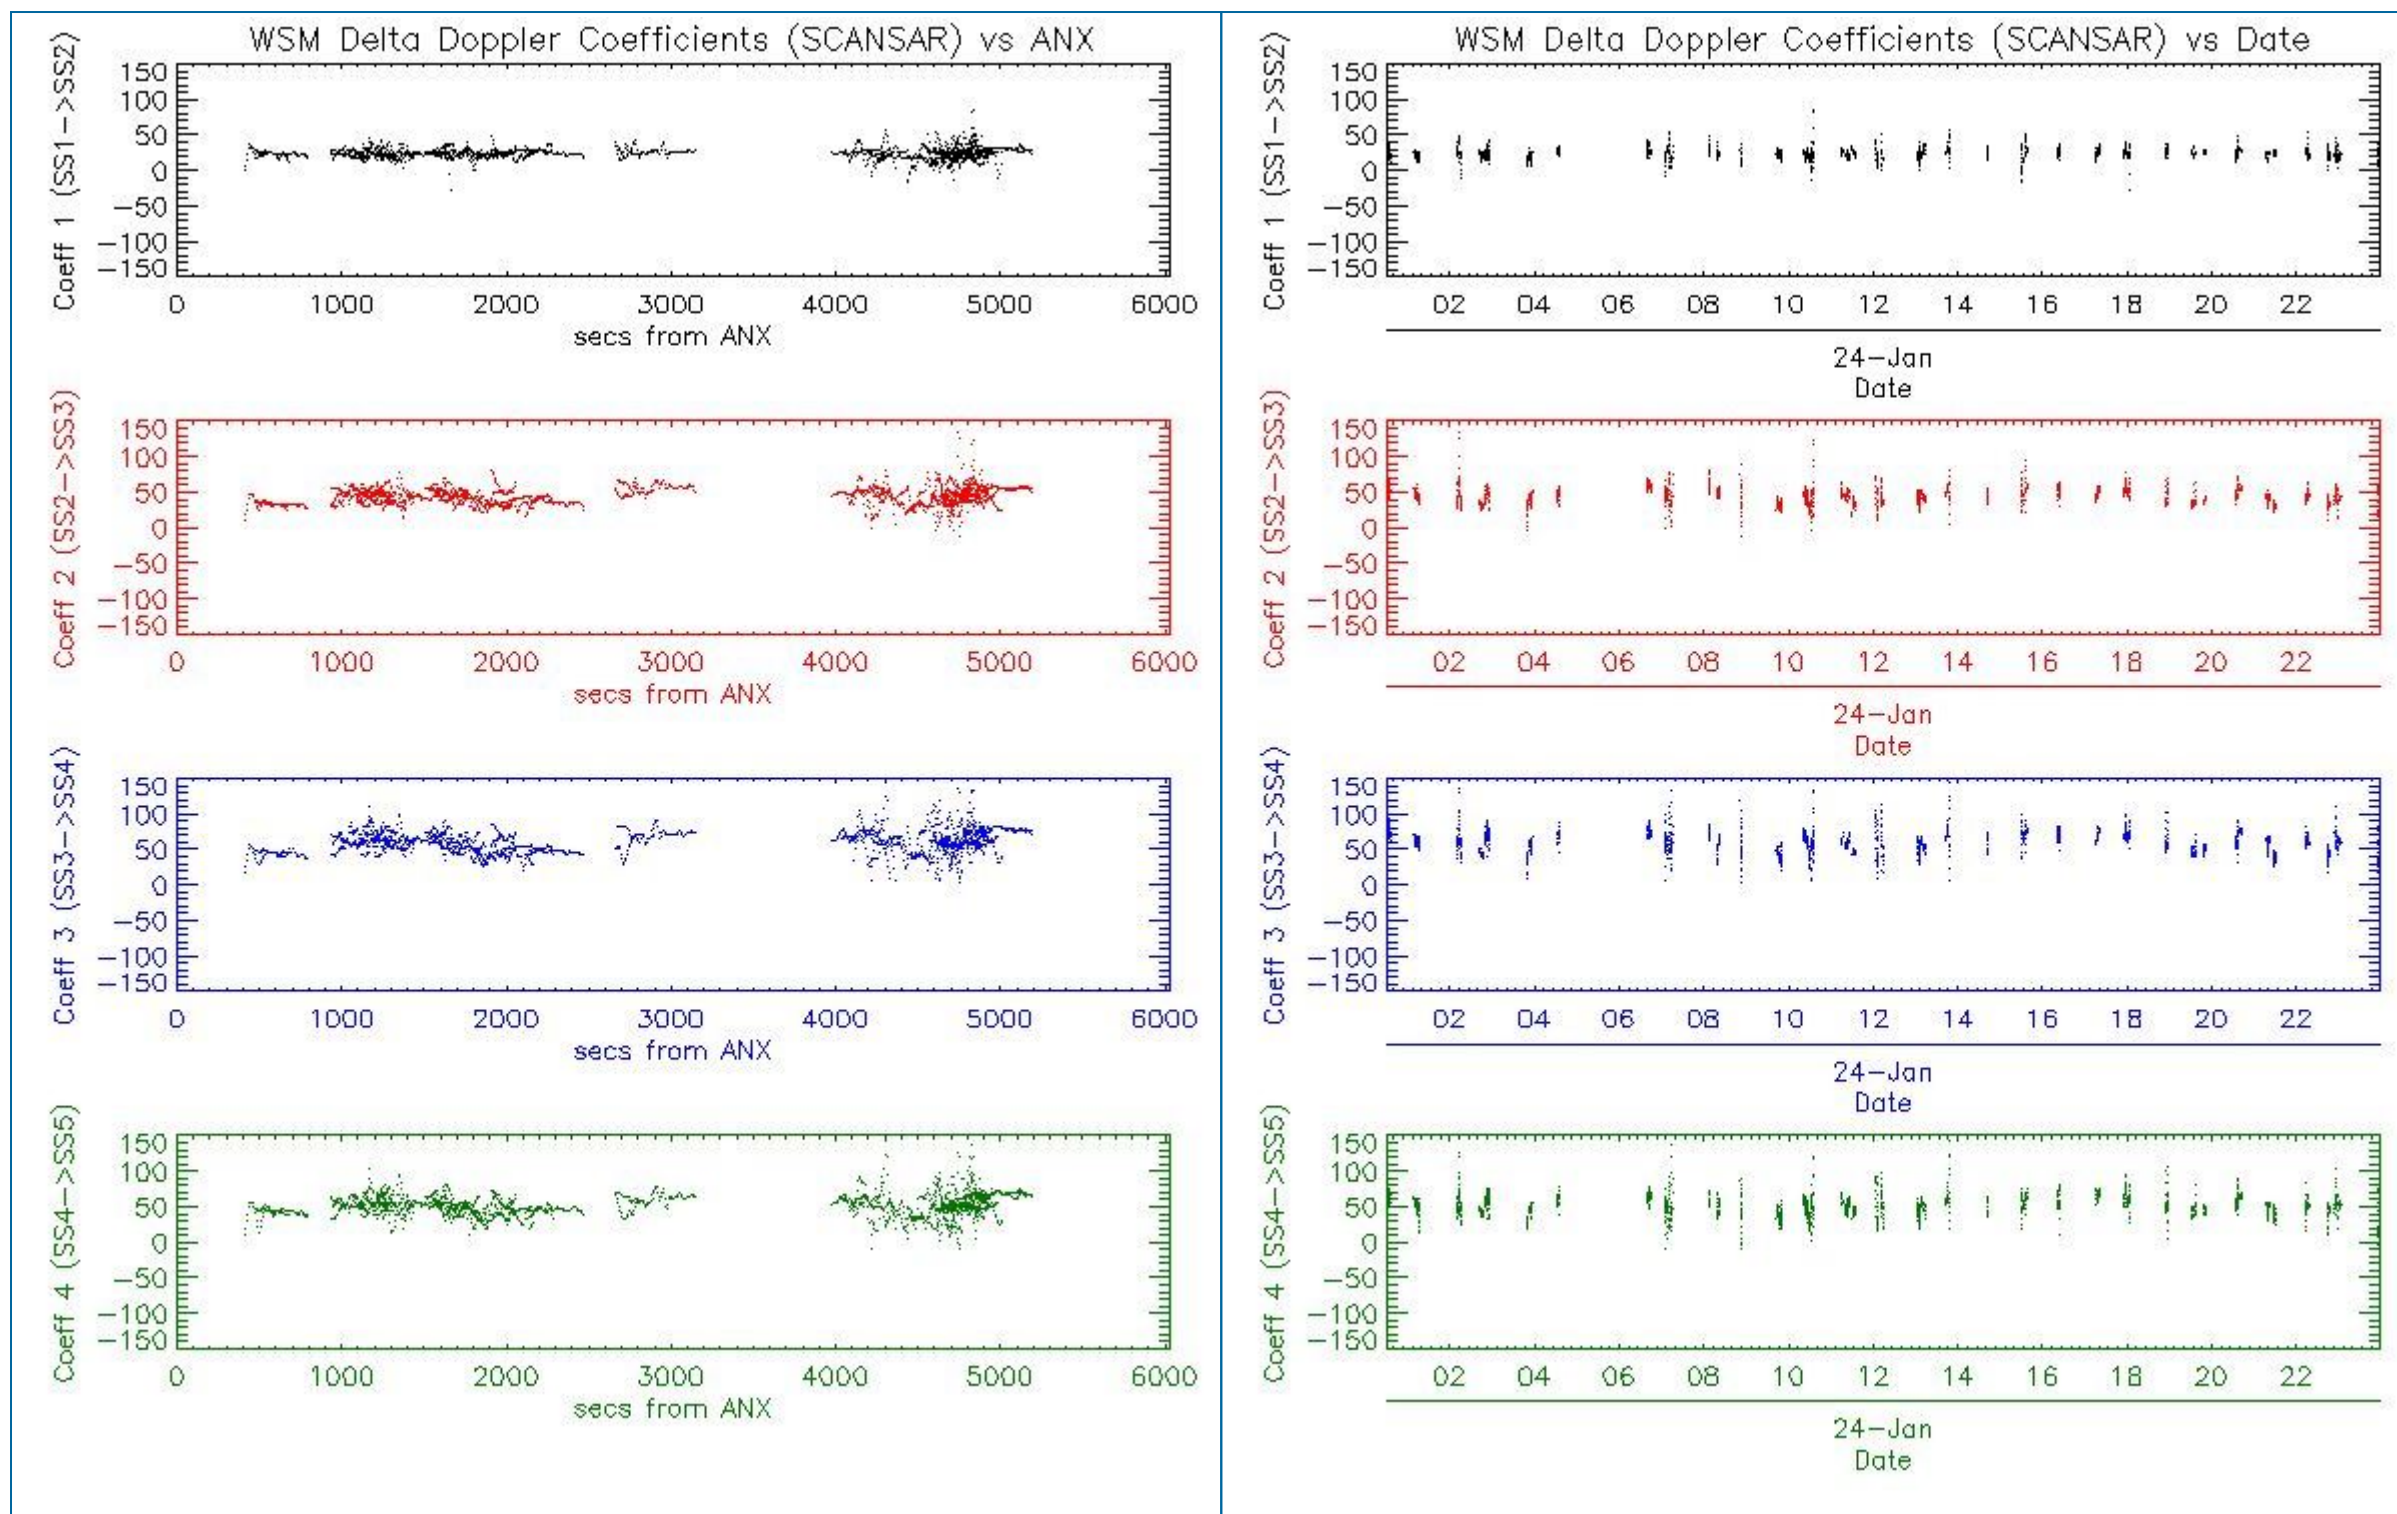 WSM Delta Doppler Coefficients (SCANSAR) vs ANX
Coeff 1 (SS1->SS2)
150
100
50
0
-50
-100
-150
0 1000 2000 3000 4000 5000 6000
secs from ANX
Coeff 2 (SS2->SS3)
150
100
50
0
-50
-100
-150
0 1000 2000 3000 4000 5000 6000
secs from ANX
Coeff 3 (SS3->SS4)
150
100
50
0
-50
-100
-150
0 1000 2000 3000 4000 5000 6000
secs from ANX
Coeff 4 (SS4->SS5)
150
100
50
0
-50
-100
-150
0 1000 2000 3000 4000 5000 6000
secs from ANX
WSM Delta Doppler Coefficients (SCANSAR) vs Date
Coeff 1 (SS1->SS2)
150
100
50
0
-50
-100
-150
02 04 06 08 10 12 14 16 18 20 22
24-Jan
Date
Coeff 2 (SS2->SS3)
150
100
50
0
-50
-100
-150
02 04 06 08 10 12 14 16 18 20 22
24-Jan
Date
Coeff 3 (SS3->SS4)
150
100
50
0
-50
-100
-150
02 04 06 08 10 12 14 16 18 20 22
24-Jan
Date
Coeff 4 (SS4->SS5)
150
100
50
0
-50
-100
-150
02 04 06 08 10 12 14 16 18 20 22
24-Jan
Date